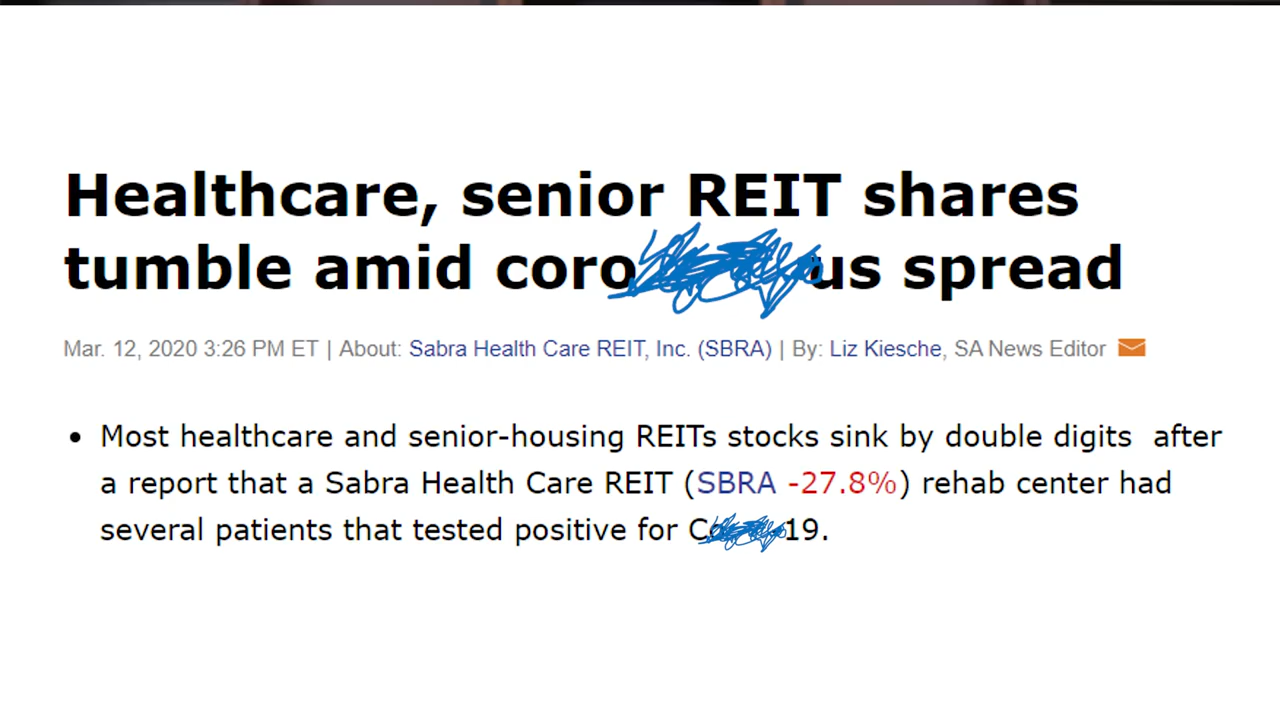 Healthcare, senior REIT shares
tumble amid coro us spread
Mar. 12, 2020 3:26 PM ET | About: Sabra Health Care REIT, Inc. (SBRA) | By: Liz Kiesche, SA News Editor
• Most healthcare and senior-housing REITs stocks sink by double digits after
a report that a Sabra Health Care REIT (SBRA -27.8%) rehab center had
several patients that tested positive for C 19.